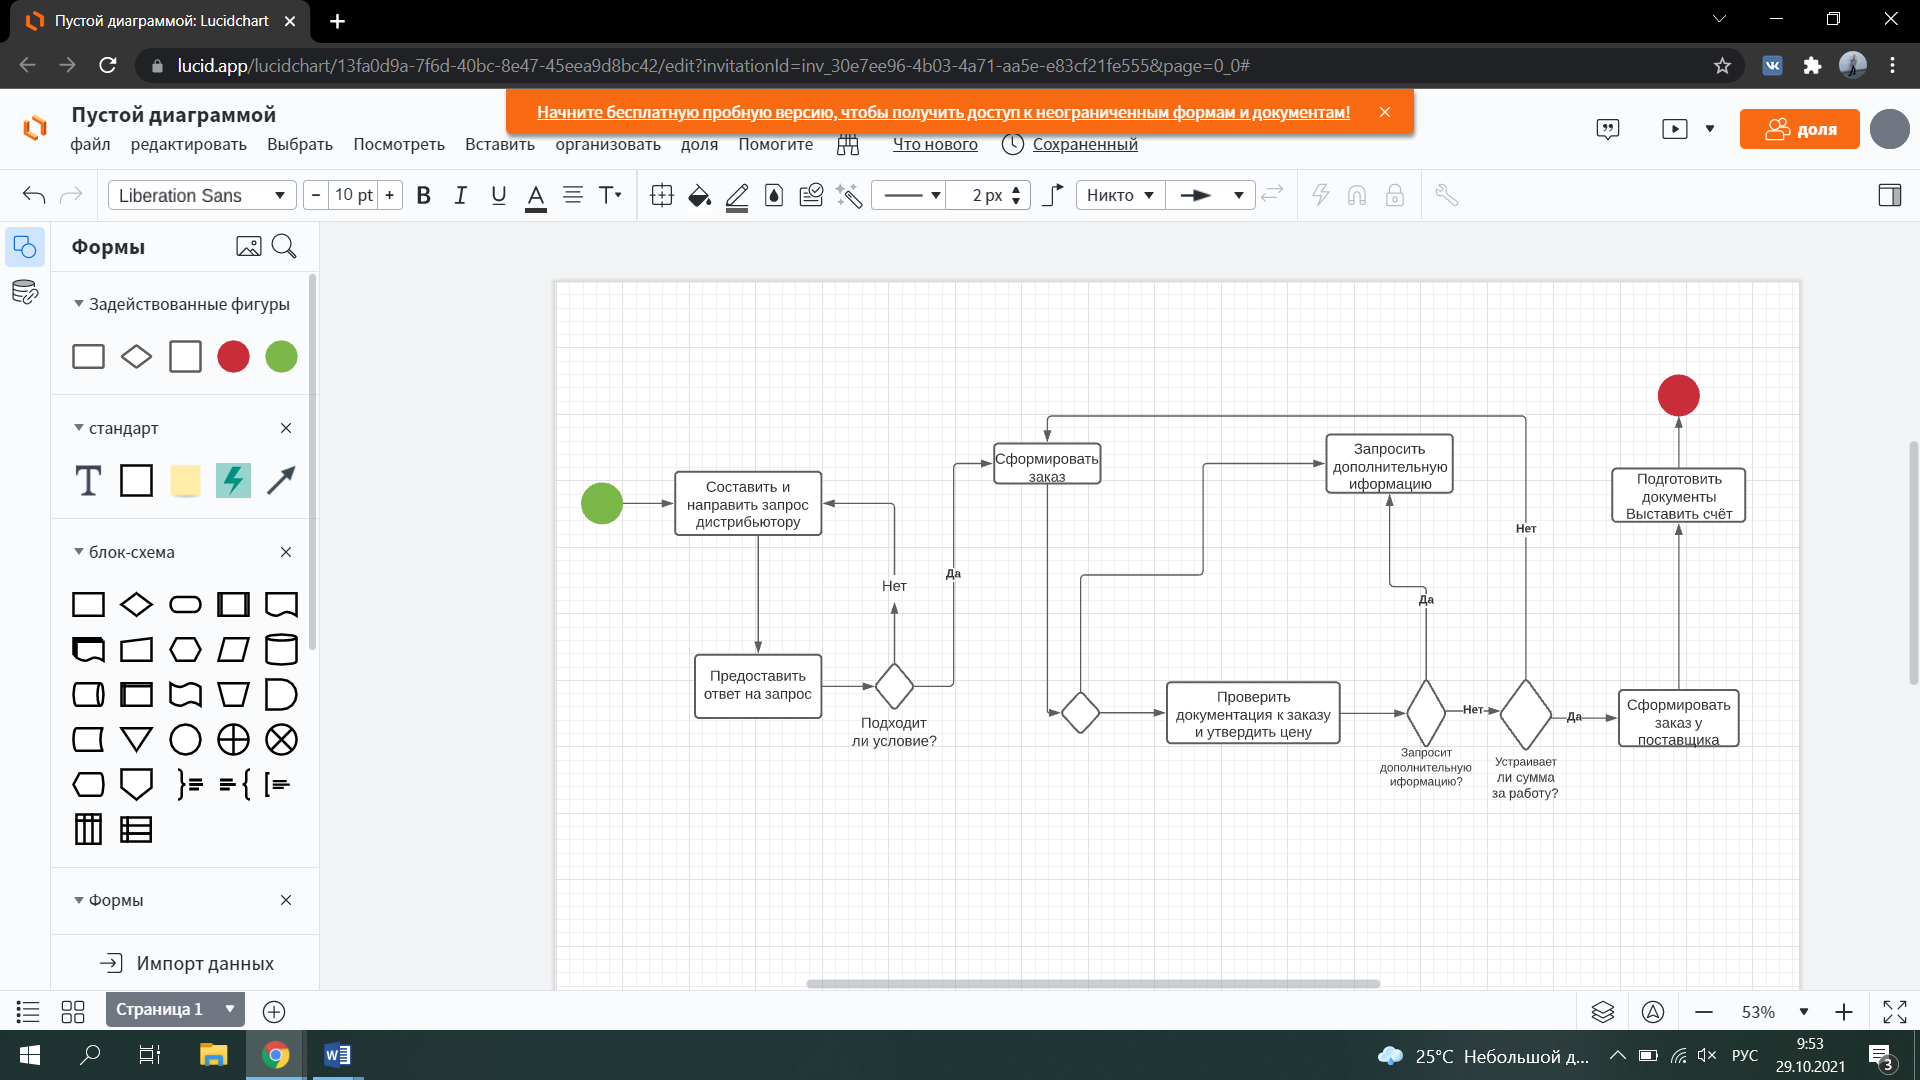 Пустой диаграммой: Lucidchart
lucid.app/lucidchart/13fa0d9a-7f6d-40bc-8e47-45eea9d8bc42/edit?invitationId=inv_30e7ee96-4b03-4a71-aa5e-e83cf21fe555&page=0_0#
Пустой диаграммой
Начните бесплатную пробную версию, чтобы получить доступ к неограниченным формам и документам!
файл редактировать Выбрать Посмотреть Вставить организовать доля Помогите Что нового Сохраненный
доля
Liberation Sans
10 pt
B I U A T
2 px
Никто
Формы
Задействованные фигуры
стандарт
T
блок-схема
Формы
Импорт данных
Составить и
направить запрос
дистрибьютору
Нет
Предоставить
ответ на запрос
Подходит
ли условие?
Да
Сформировать
заказ
Запросить
дополнительную
иформацию
Проверить
документация к заказу
и утвердить цену
Да
Запросит
дополнительную
иформацию?
Нет
Нет
Устраивает
ли сумма
за работу?
Да
Сформировать
заказ у
поставщика
Подготовить
документы
Выставить счёт
Страница 1
53%
25°C Небольшой д...
РУС
9:53
29.10.2021
3